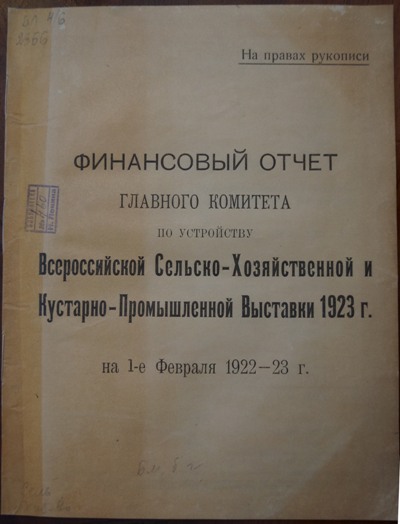 На правах рукописи
ФИНАНСОВЫЙ ОТЧЕТ
ГЛАВНОГО КОМИТЕТА
ПО УСТРОЙСТВУ
Всероссийской Сельско-Хозяйственной и
Кустарно-Промышленной Выставки 1923 г.
на 1-е Февраля 1922—23 г.